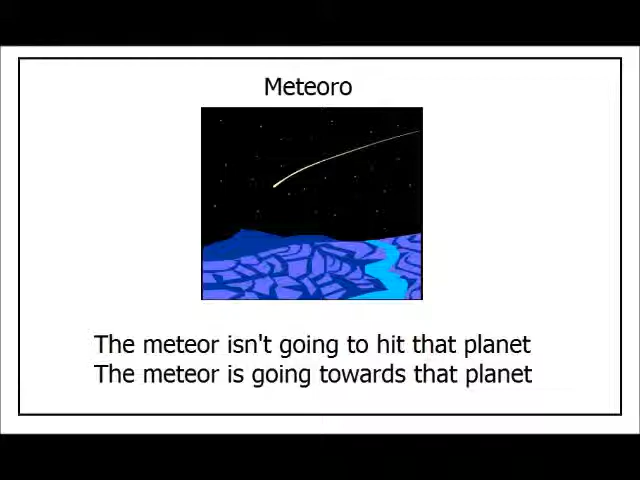 Meteoro
The meteor isn't going to hit that planet
The meteor is going towards that planet